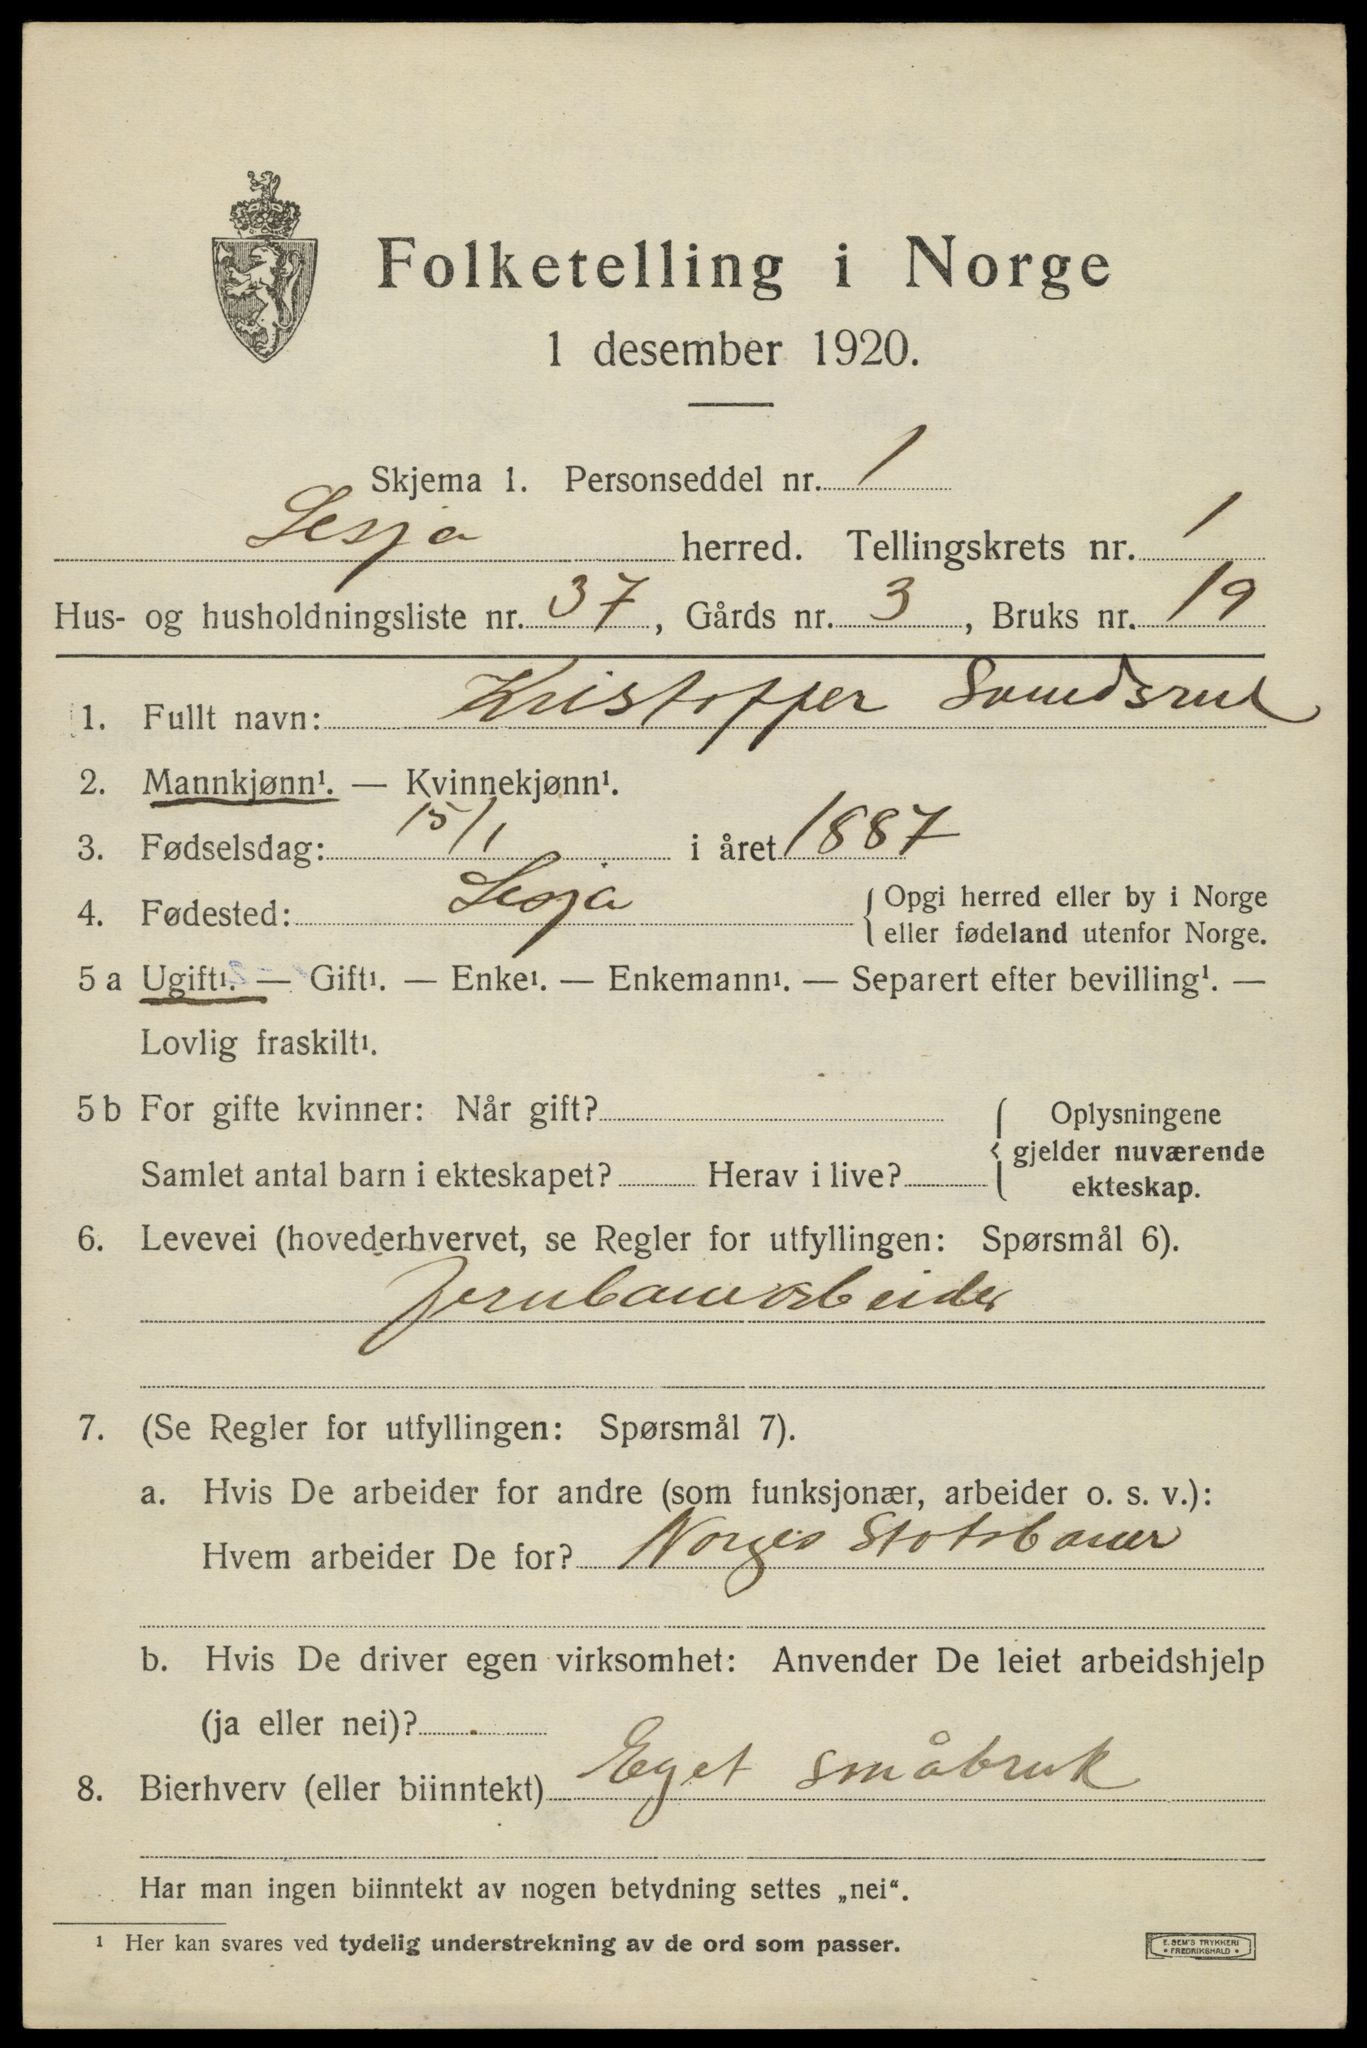 Folketelling i Norge
1 desember 1920.
Skjema 1. Personseddel nr. 1
Lesja herred. Tellingskrets nr. 1
Hus- og husholdningsliste nr. 37, Gårds nr. 3, Bruks nr. 19
1. Fullt navn: Kristoffer
2. Mannkjønn¹. — Kvinnekjønn¹.
3. Fødselsdag: 15/1 i året 1887
4. Fødested: Lesja { Opgi herred eller by i Norge
eller fødeland utenfor Norge.
5 a Ugift¹. — Gift¹. — Enke¹. — Enkemann¹. — Separert efter bevilling¹. —
Lovlig fraskilt¹.
5 b For gifte kvinner: Når gift? { Oplysningene
gjelder nuværende
Samlet antal barn i ekteskapet? Herav i live? ekteskap.
6. Levevei (hovederhvervet, se Regler for utfyllingen: Spørsmål 6).
Jernbanearbeider
7. (Se Regler for utfyllingen: Spørsmål 7).
a. Hvis De arbeider for andre (som funksjonær, arbeider o. s. v.):
Hvem arbeider De for? Norges Statsbaner
b. Hvis De driver egen virksomhet: Anvender De leiet arbeidshjelp
(ja eller nei)?
8. Bierhverv (eller biinntekt) Eget småbruk
Har man ingen biinntekt av nogen betydning settes „nei“.
¹ Her kan svares ved tydelig understrekning av de ord som passer.
E. SEM'S TRYKKERI
• FREDRIKSHALD •